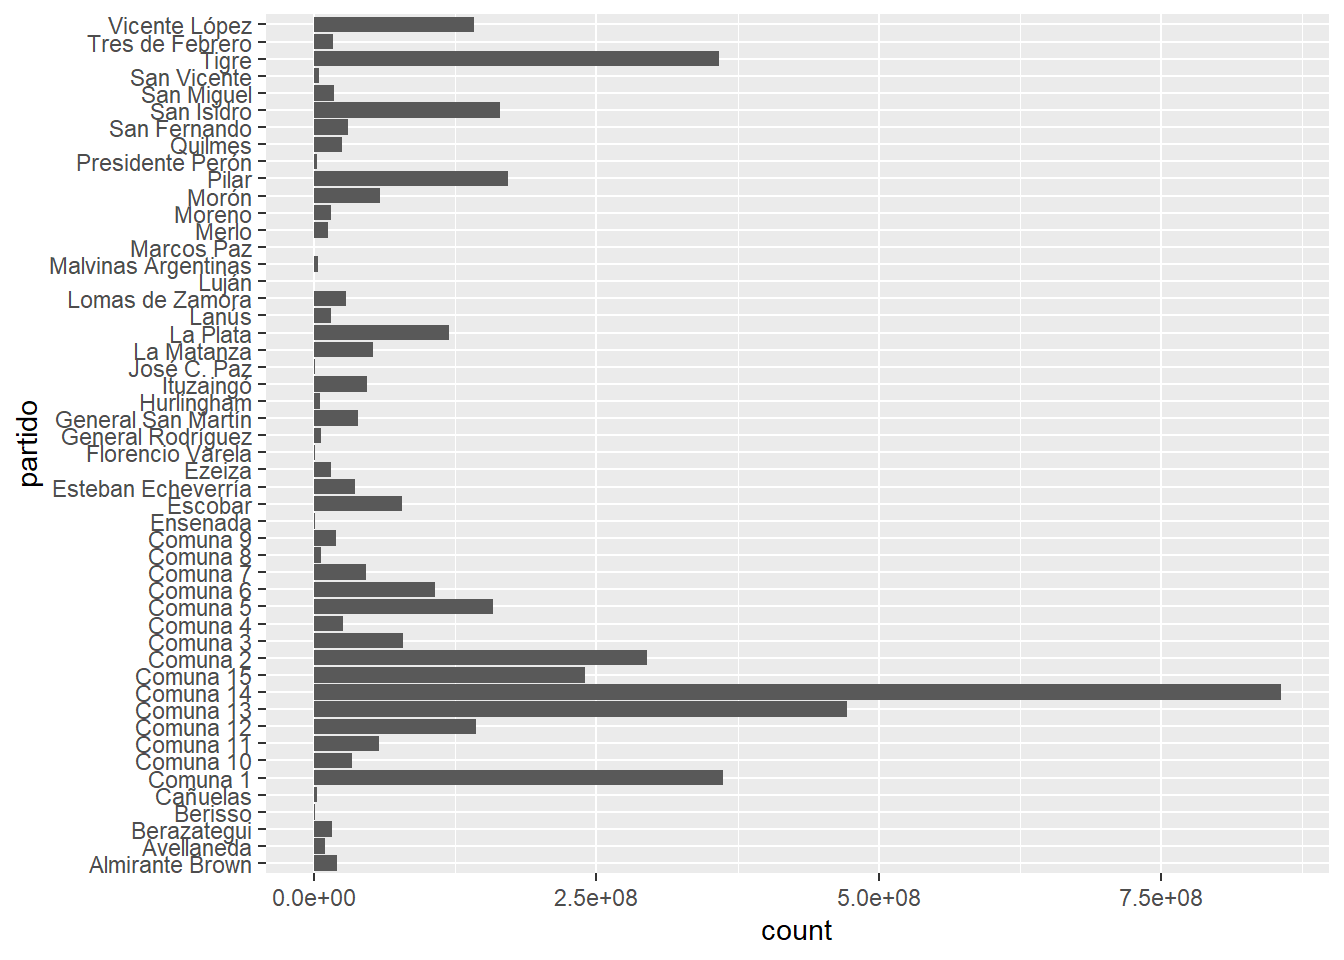 Vicente López
Tres de Febrero
Tigre
San Vicente
San Miguel
San Isidro
San Fernando
Quilmes
Presidente Perón
Pilar
Morón
Moreno
Merlo
Marcos Paz
Malvinas Argentinas
Luján
Lomas de Zamora
Lanús
La Plata
La Matanza
José C. Paz
Ituzaingó
Hurlingham
General San Martín
General Rodríguez
Florencio Varela
Ezeiza
Esteban Echeverría
Escobar
Ensenada
Comuna 9
Comuna 8
Comuna 7
Comuna 6
Comuna 5
Comuna 4
Comuna 3
Comuna 2
Comuna 15
Comuna 14
Comuna 13
Comuna 12
Comuna 11
Comuna 10
Comuna 1
Cañuelas
Berisso
Berazategui
Avellaneda
Almirante Brown
partido
0.0e+00 2.5e+08 5.0e+08 7.5e+08
count